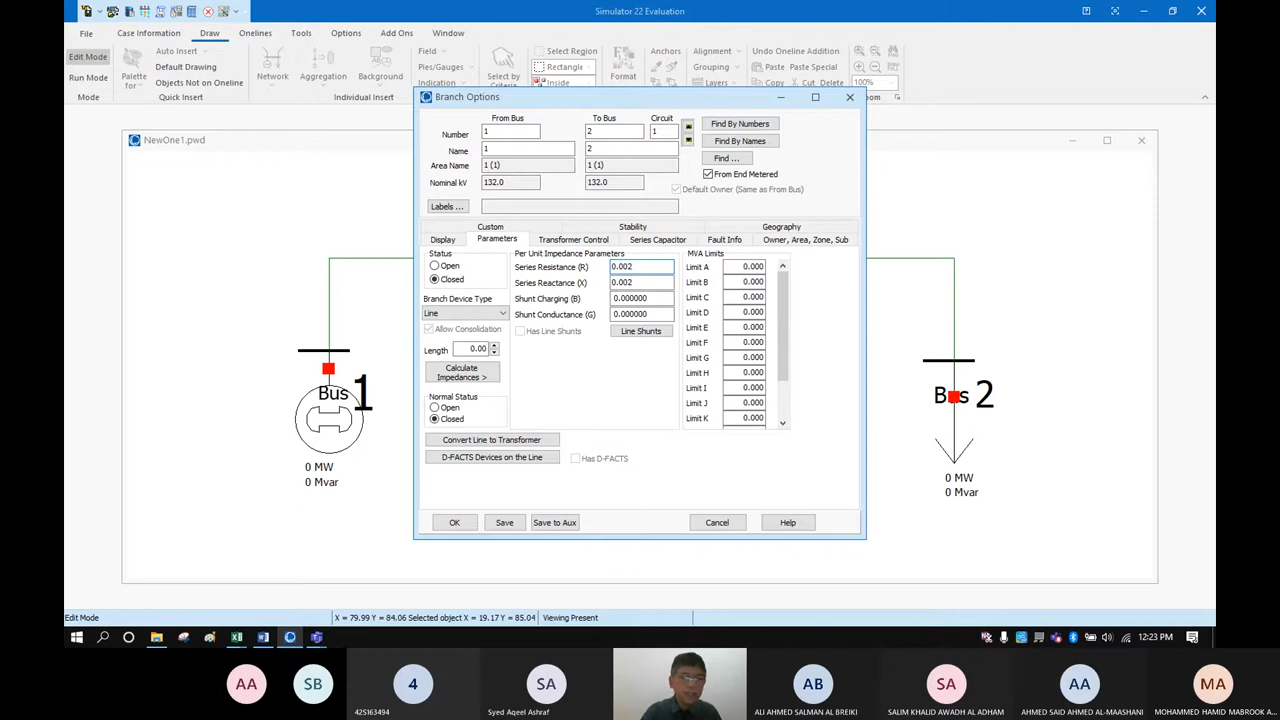 Simulator 22 Evaluation
File
Case Information
Draw
Onelines
Tools
Options
Add Ons
Window
Edit Mode
Run Mode
Mode
Auto Insert
Default Drawing
Objects Not on Oneline
Quick Insert
Palette
for
Network
Aggregation
Background
Individual Insert
Field
Pies/Gauges
Indication
Select by
Select Region
Rectangle
Inside
Format
Anchors
Alignment
Grouping
Layers
Undo Oneline Addition
Paste
Paste Special
Copy
Cut
Delete
100%
NewOne1.pwd
Branch Options
From Bus
To Bus
Circuit
Number
1
2
1
Name
1
2
Area Name
1 (1)
1 (1)
Nominal kV
132.0
132.0
Labels ...
Find By Numbers
Find By Names
Find ...
From End Metered
Default Owner (Same as From Bus)
Custom
Stability
Geography
Display
Parameters
Transformer Control
Series Capacitor
Fault Info
Owner, Area, Zone, Sub
Status
Open
Closed
Branch Device Type
Line
Allow Consolidation
Length
0.00
Calculate
Impedances >
Normal Status
Open
Closed
Per Unit Impedance Parameters
Series Resistance (R)
0.002
Series Reactance (X)
0.002
Shunt Charging (B)
0.000000
Shunt Conductance (G)
0.000000
Has Line Shunts
Line Shunts
MVA Limits
Limit A
0.000
Limit B
0.000
Limit C
0.000
Limit D
0.000
Limit E
0.000
Limit F
0.000
Limit G
0.000
Limit H
0.000
Limit I
0.000
Limit J
0.000
Limit K
0.000
Convert Line to Transformer
D-FACTS Devices on the Line
Has D-FACTS
OK
Save
Save to Aux
Cancel
Help
Bus 1
0 MW
0 Mvar
Bus 2
0 MW
0 Mvar
Edit Mode
X = 79.99 Y = 84.06 Selected object X = 19.17 Y = 85.04
Viewing Present
12:23 PM
AA
SB
4
42S163494
SA
Syed Aqeel Ashraf
AB
ALI AHMED SALMAN AL BREIKI
SA
SALIM KHALID AWADH AL ADHAM
AA
AHMED SAID AHMED AL-MAASHANI
MA
MOHAMMED HAMID MABROOK A...